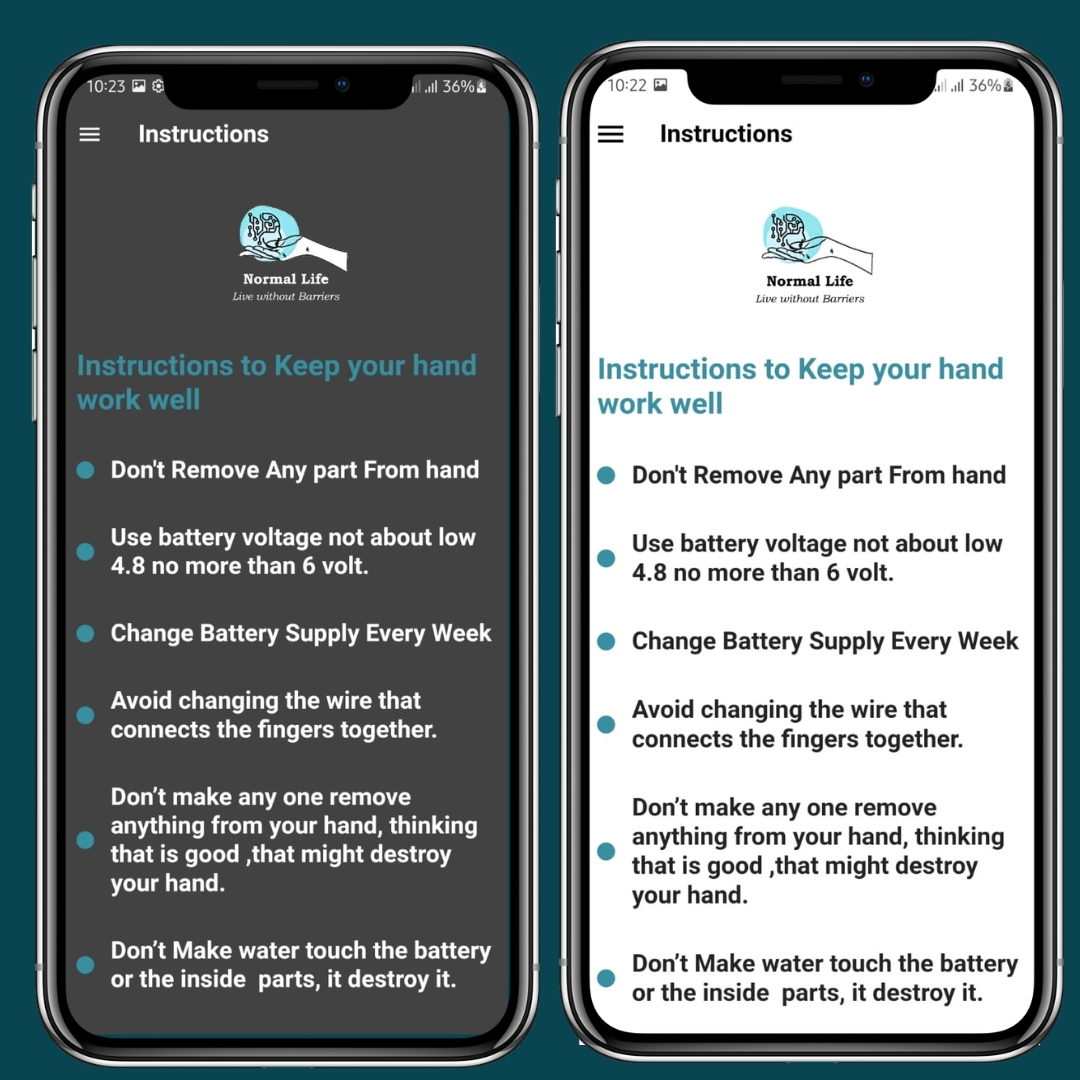 10:23
36%
Instructions
Normal Life
Live without Barriers
Instructions to Keep your hand
work well
Don't Remove Any part From hand
Use battery voltage not about low
4.8 no more than 6 volt.
Change Battery Supply Every Week
Avoid changing the wire that
connects the fingers together.
Don’t make any one remove
anything from your hand, thinking
that is good ,that might destroy
your hand.
Don’t Make water touch the battery
or the inside  parts, it destroy it.
10:22
36%
Instructions
Normal Life
Live without Barriers
Instructions to Keep your hand
work well
Don't Remove Any part From hand
Use battery voltage not about low
4.8 no more than 6 volt.
Change Battery Supply Every Week
Avoid changing the wire that
connects the fingers together.
Don’t make any one remove
anything from your hand, thinking
that is good ,that might destroy
your hand.
Don’t Make water touch the battery
or the inside  parts, it destroy it.